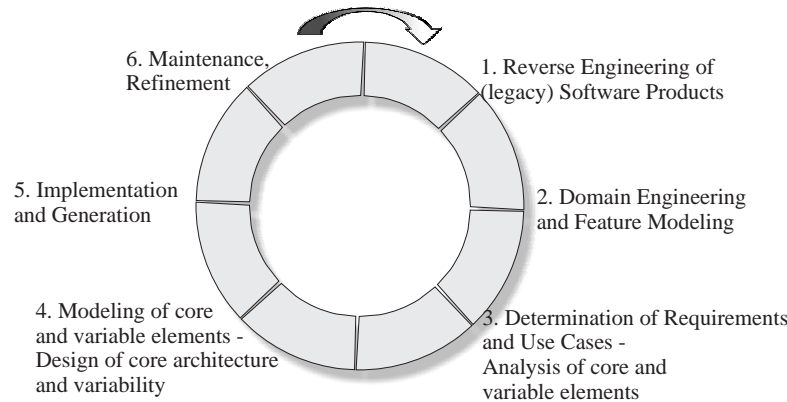 1. Reverse Engineering of
(legacy) Software Products
2. Domain Engineering
and Feature Modeling
3. Determination of Requirements
and Use Cases -
Analysis of core and
variable elements
4. Modeling of core
and variable elements -
Design of core architecture
and variability
5. Implementation
and Generation
6. Maintenance,
Refinement